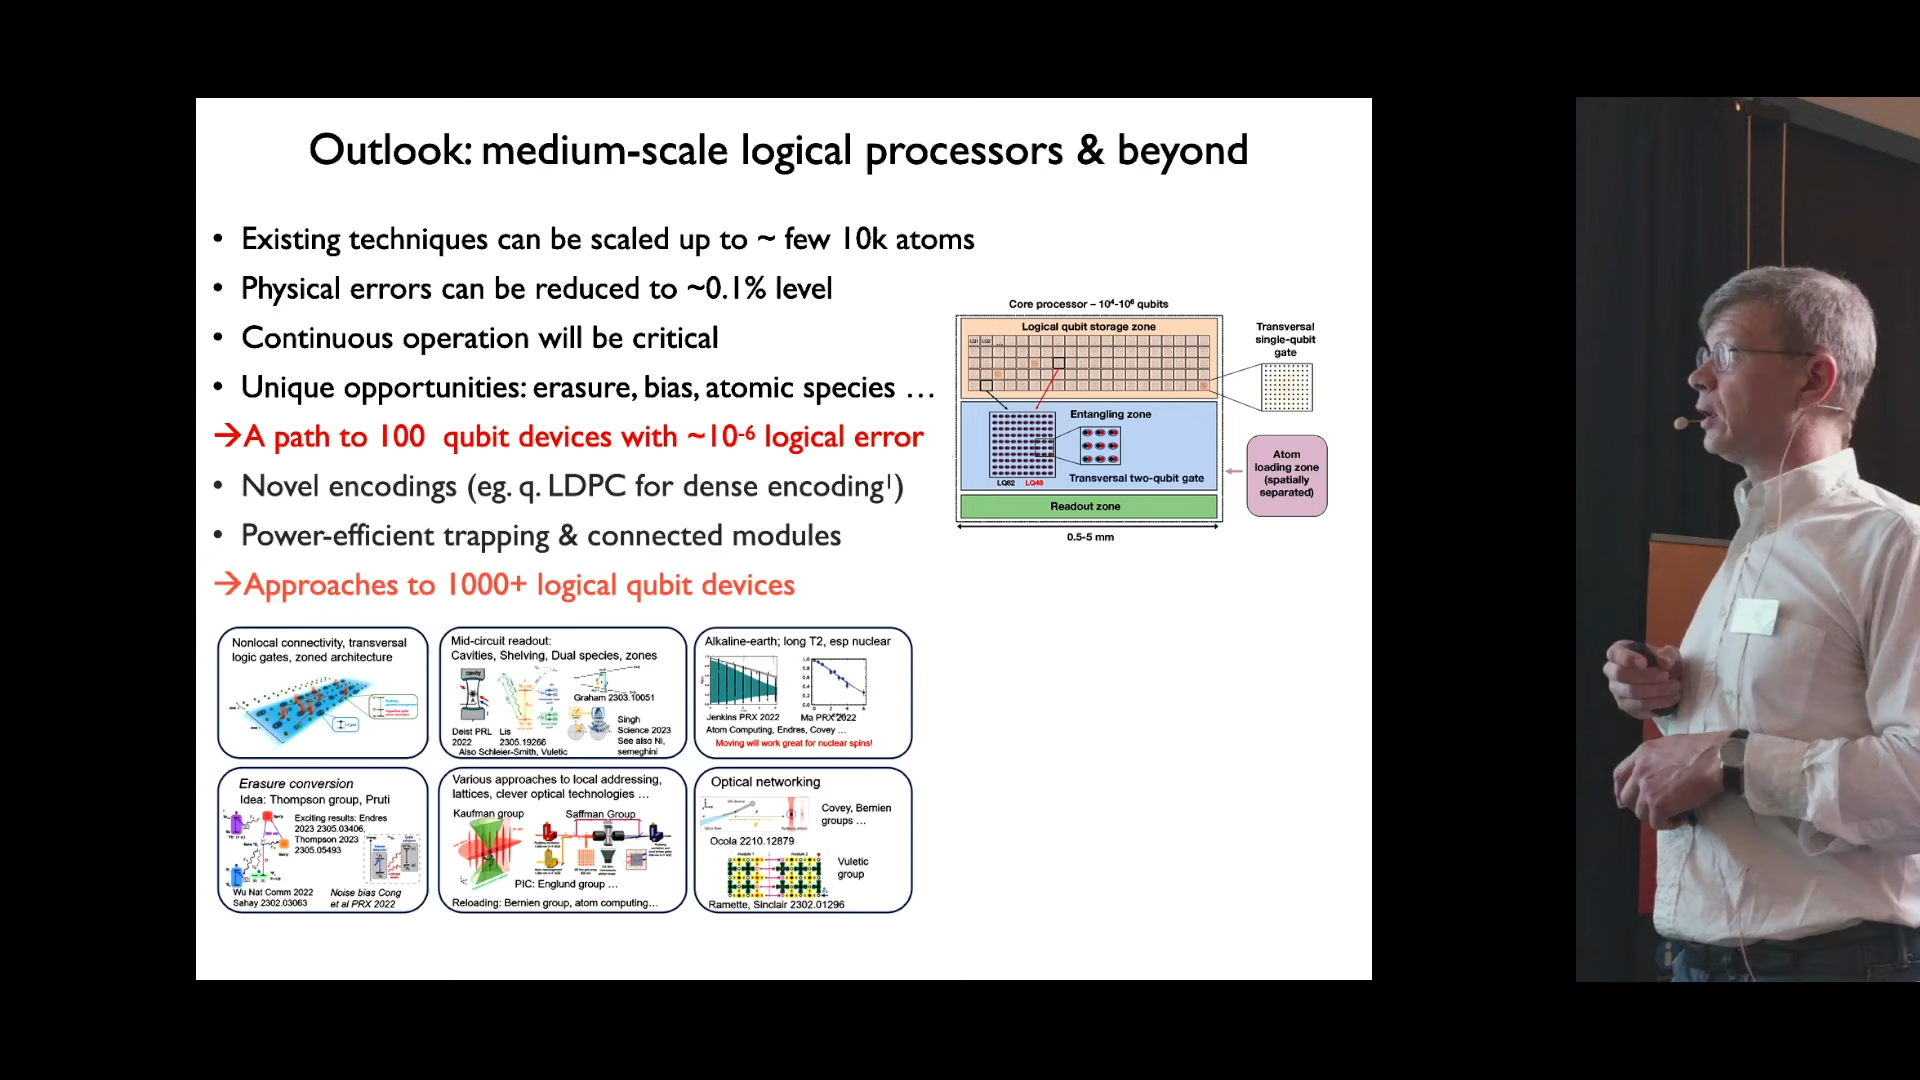 Outlook: medium-scale logical processors & beyond
• Existing techniques can be scaled up to ~ few 10k atoms
• Physical errors can be reduced to ~0.1% level
• Continuous operation will be critical
• Unique opportunities: erasure, bias, atomic species …
→A path to 100 qubit devices with ~10⁻⁶ logical error
• Novel encodings (eg. q. LDPC for dense encoding¹)
• Power-efficient trapping & connected modules
→Approaches to 1000+ logical qubit devices
Core processor – 10⁴-10⁶ qubits
Logical qubit storage zone
LQ1 LQ2 ...
Transversal
single-qubit
gate
Entangling zone
Transversal two-qubit gate
LQ82 LQ48
Atom
loading zone
(spatially
separated)
Readout zone
0.5-5 mm
Nonlocal connectivity, transversal
logic gates, zoned architecture
Mid-circuit readout:
Cavities, Shelving, Dual species, zones
cavity
Graham 2303.10051
Deist PRL
2022
Lis
2305.19266
Singh
Science 2023
See also Ni,
semeghini
Also Schleier-Smith, Vuletic
Alkaline-earth; long T2, esp nuclear
Jenkins PRX 2022
Ma PRX 2022
Atom Computing, Endres, Covey …
Moving will work great for nuclear spins!
Erasure conversion
Idea: Thompson group, Pruti
Exciting results: Endres
2023 2305.03406,
Thompson 2023
2305.05493
Wu Nat Comm 2022
Sahay 2302.03063
Noise bias Cong
et al PRX 2022
Various approaches to local addressing,
lattices, clever optical technologies …
Kaufman group
Saffman Group
PIC: Englund group …
Reloading: Bernien group, atom computing…
Optical networking
Covey, Bernien
groups …
Ocola 2210.12879
module 1 module 2
Vuletic
group
Ramette, Sinclair 2302.01296